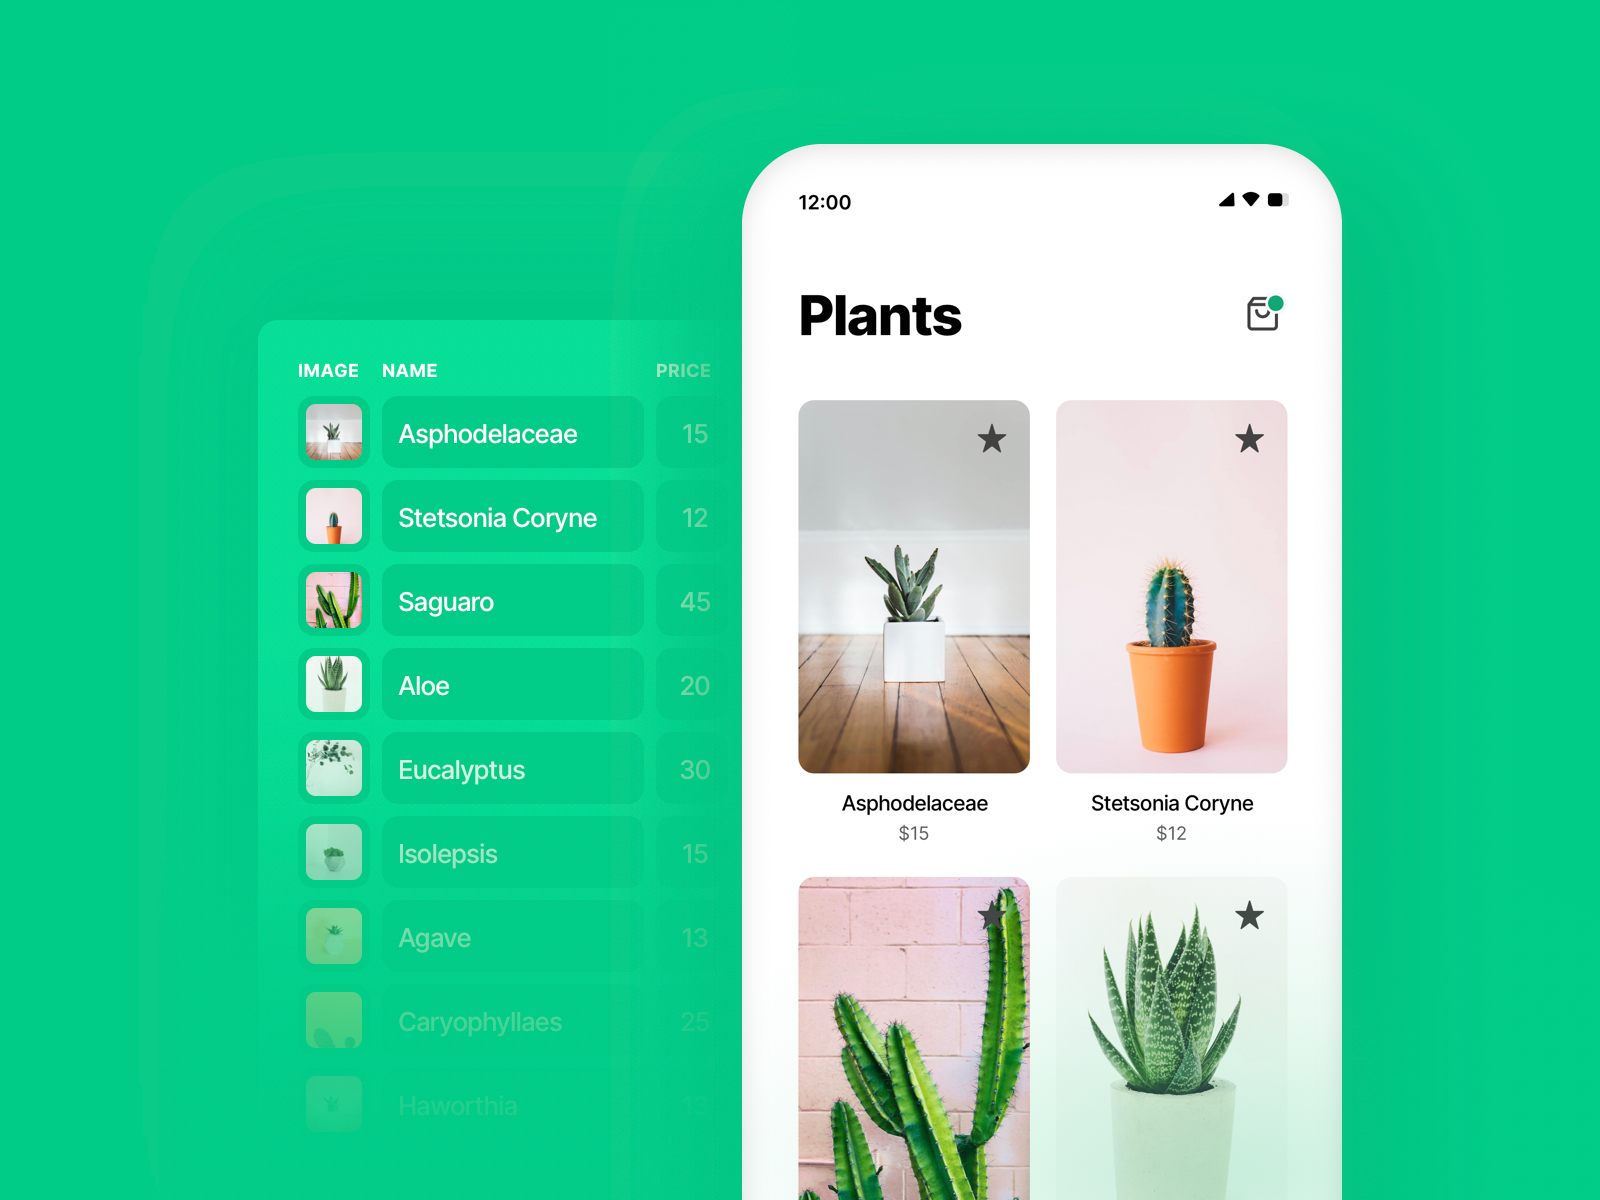 IMAGE NAME PRICE
Asphodelaceae 15
Stetsonia Coryne 12
Saguaro 45
Aloe 20
Eucalyptus 30
Isolepsis 15
Agave 13
Caryophyllaes 25
Haworthia 13
12:00
Plants
Asphodelaceae
$15
Stetsonia Coryne
$12